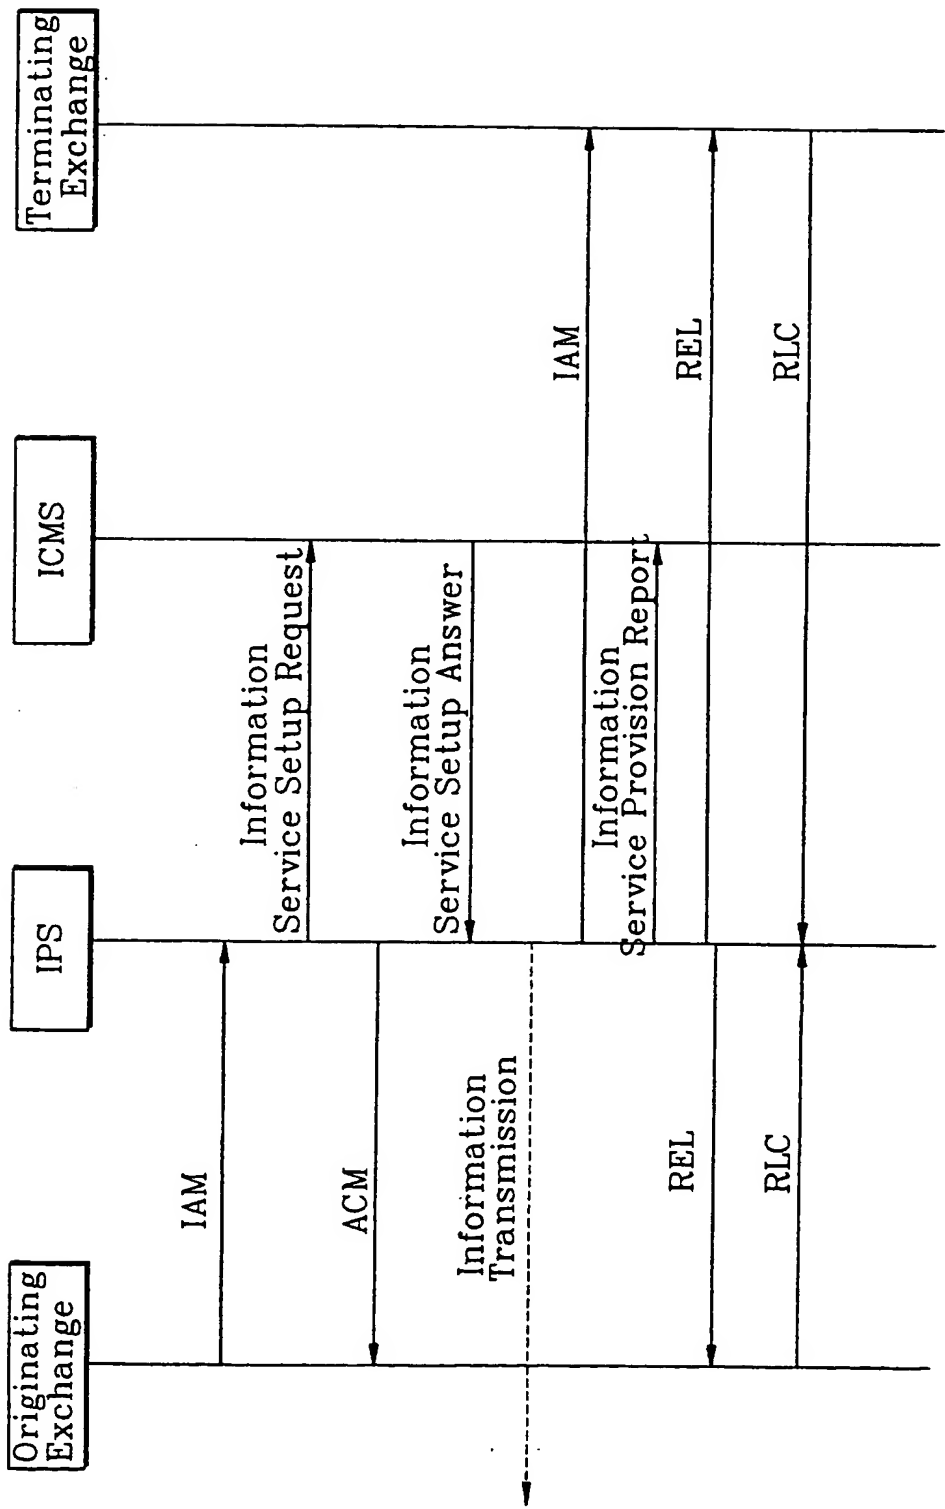 Originating
Exchange
IPS
ICMS
Terminating
Exchange
IAM
Information
Service Setup Request
ACM
Information
Service Setup Answer
Information
Transmission
IAM
Information
Service Provision Report
REL
REL
RLC
RLC